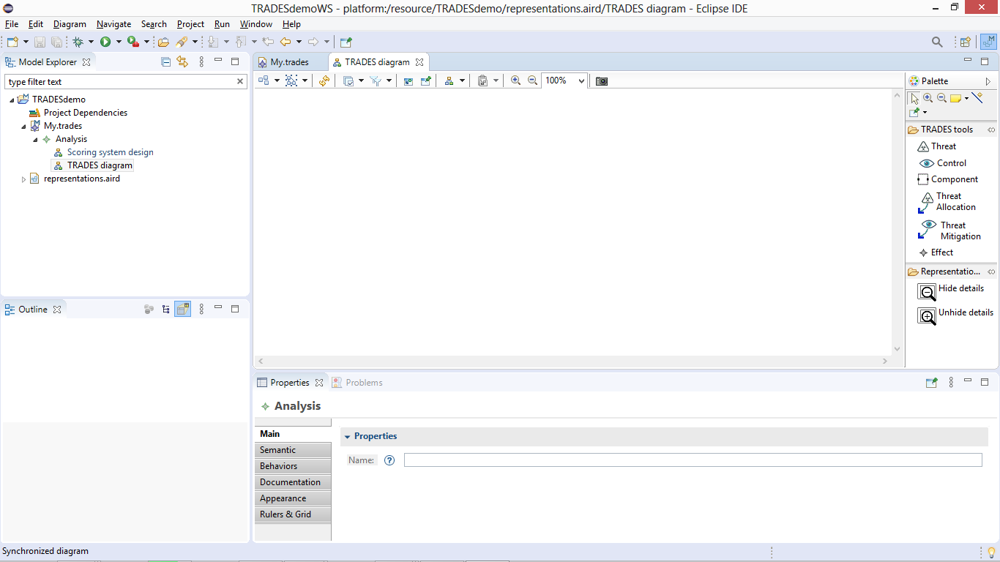 TRADESdemoWS - platform:/resource/TRADESdemo/representations.aird/TRADES diagram - Eclipse IDE
File Edit Diagram Navigate Search Project Run Window Help
Model Explorer
type filter text
TRADESdemo
Project Dependencies
My.trades
Analysis
Scoring system design
TRADES diagram
representations.aird
Outline
My.trades
TRADES diagram
100%
Palette
TRADES tools
Threat
Control
Component
Threat
Allocation
Threat
Mitigation
Effect
Representatio...
Hide details
Unhide details
Properties
Problems
Analysis
Main
Semantic
Behaviors
Documentation
Appearance
Rulers & Grid
Properties
Name:
Synchronized diagram